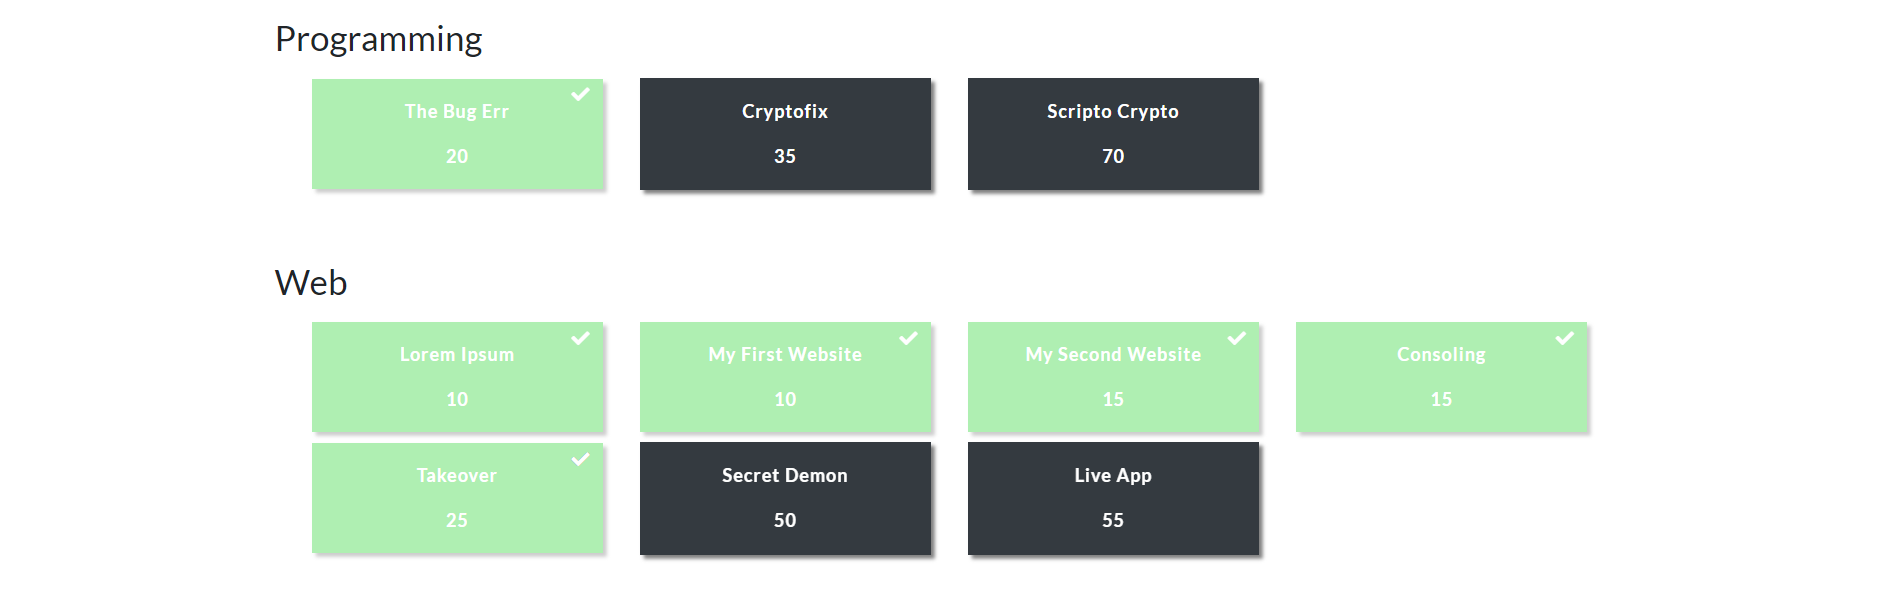 Programming
The Bug Err
20
Cryptofix
35
Scripto Crypto
70
Web
Lorem Ipsum
10
My First Website
10
My Second Website
15
Consoling
15
Takeover
25
Secret Demon
50
Live App
55